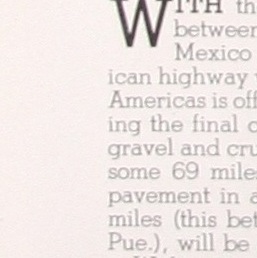 WITH th
between
Mexico
ican highway
Americas is off
ing the final c
gravel and cru
some 69 miles
pavement in a
miles (this bet
Pue.), will be